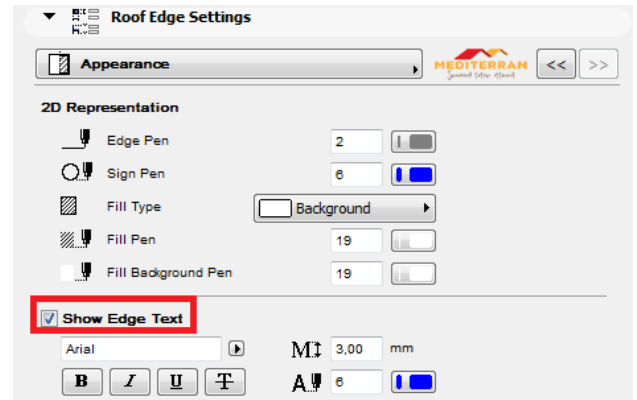 Roof Edge Settings
Appearance
MEDITERRAN
<< >>
2D Representation
Edge Pen 2
Sign Pen 6
Fill Type Background
Fill Pen 19
Fill Background Pen 19
Show Edge Text
Arial M 3,00 mm
B I U T A 6